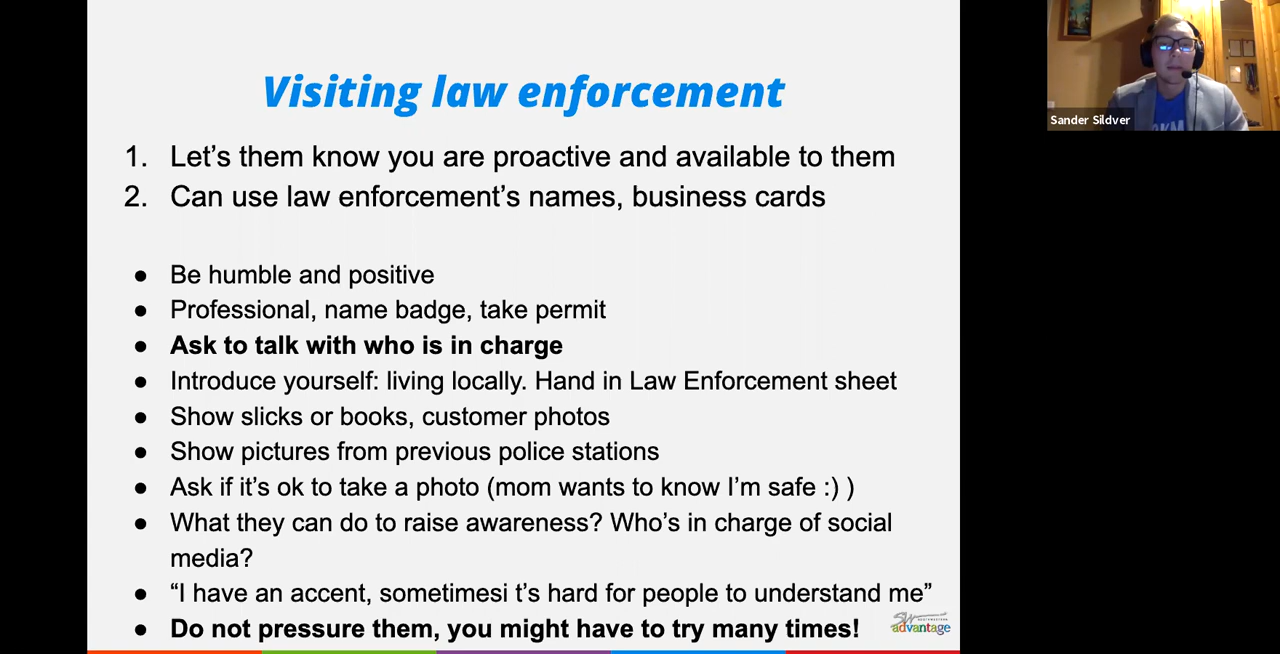 Visiting law enforcement
1. Let's them know you are proactive and available to them
2. Can use law enforcement's names, business cards
● Be humble and positive
● Professional, name badge, take permit
● Ask to talk with who is in charge
● Introduce yourself: living locally. Hand in Law Enforcement sheet
● Show slicks or books, customer photos
● Show pictures from previous police stations
● Ask if it's ok to take a photo (mom wants to know I'm safe :) )
● What they can do to raise awareness? Who's in charge of social
media?
● “I have an accent, sometimesi t's hard for people to understand me”
● Do not pressure them, you might have to try many times!
advantage
Sander Sildver